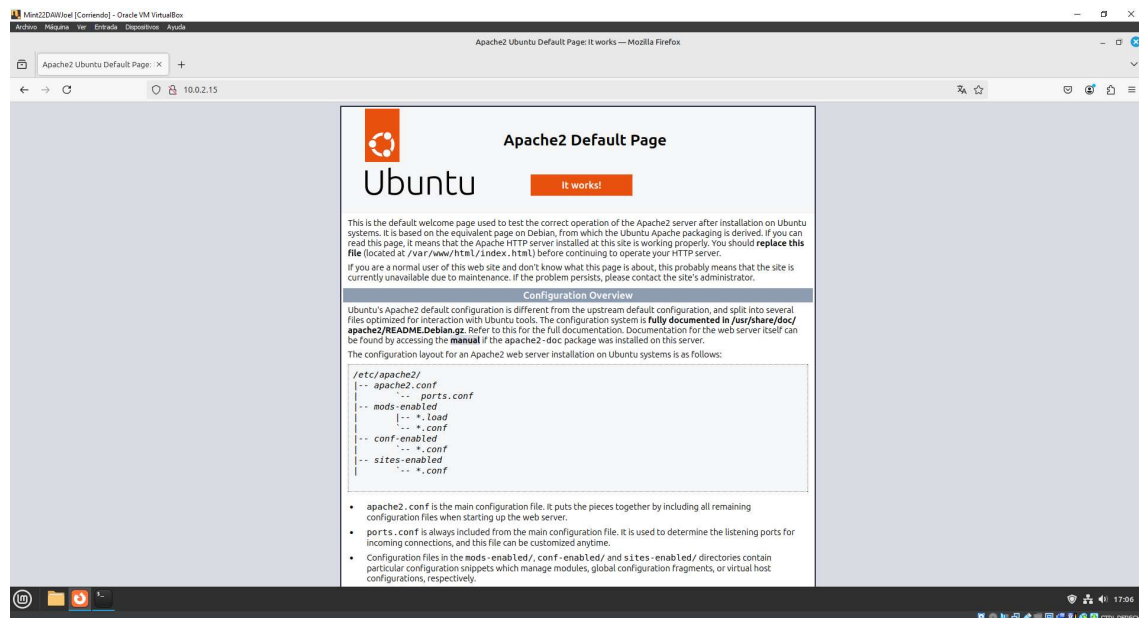 Mint22DAWJoel [Corriendo] - Oracle VM VirtualBox
Archivo Máquina Ver Entrada Dispositivos Ayuda
Apache2 Ubuntu Default Page: It works — Mozilla Firefox
Apache2 Ubuntu Default Page:
10.0.2.15
Apache2 Default Page
Ubuntu
It works!
This is the default welcome page used to test the correct operation of the Apache2 server after installation on Ubuntu
systems. It is based on the equivalent page on Debian, from which the Ubuntu Apache packaging is derived. If you can
read this page, it means that the Apache HTTP server installed at this site is working properly. You should replace this
file (located at /var/www/html/index.html) before continuing to operate your HTTP server.
If you are a normal user of this web site and don't know what this page is about, this probably means that the site is
currently unavailable due to maintenance. If the problem persists, please contact the site's administrator.
Configuration Overview
Ubuntu's Apache2 default configuration is different from the upstream default configuration, and split into several
files optimized for interaction with Ubuntu tools. The configuration system is fully documented in /usr/share/doc/
apache2/README.Debian.gz. Refer to this for the full documentation. Documentation for the web server itself can
be found by accessing the manual if the apache2-doc package was installed on this server.
The configuration layout for an Apache2 web server installation on Ubuntu systems is as follows:
/etc/apache2/
|-- apache2.conf
|       `--  ports.conf
|-- mods-enabled
|       |-- *.load
|       `-- *.conf
|-- conf-enabled
|       `-- *.conf
|-- sites-enabled
|       `-- *.conf
• apache2.conf is the main configuration file. It puts the pieces together by including all remaining
configuration files when starting up the web server.
• ports.conf is always included from the main configuration file. It is used to determine the listening ports for
incoming connections, and this file can be customized anytime.
• Configuration files in the mods-enabled/, conf-enabled/ and sites-enabled/ directories contain
particular configuration snippets which manage modules, global configuration fragments, or virtual host
configurations, respectively.
17:06